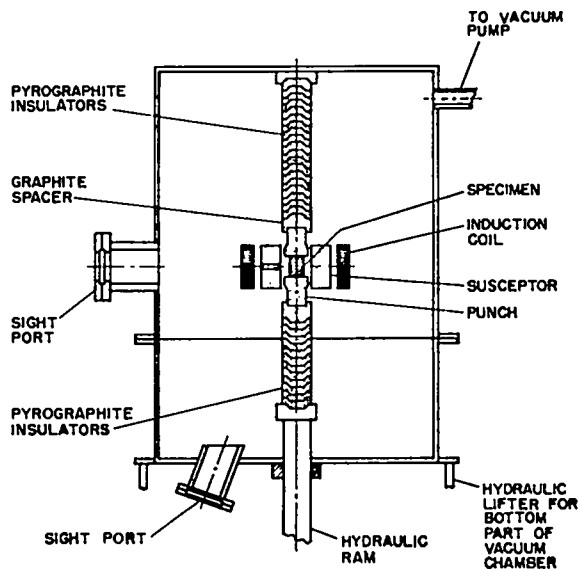 TO VACUUM
PUMP
PYROGRAPHITE
INSULATORS
GRAPHITE
SPACER
SPECIMEN
INDUCTION
COIL
SUSCEPTOR
PUNCH
SIGHT
PORT
PYROGRAPHITE
INSULATORS
SIGHT PORT
HYDRAULIC
RAM
HYDRAULIC
LIFTER FOR
BOTTOM
PART OF
VACUUM
CHAMBER